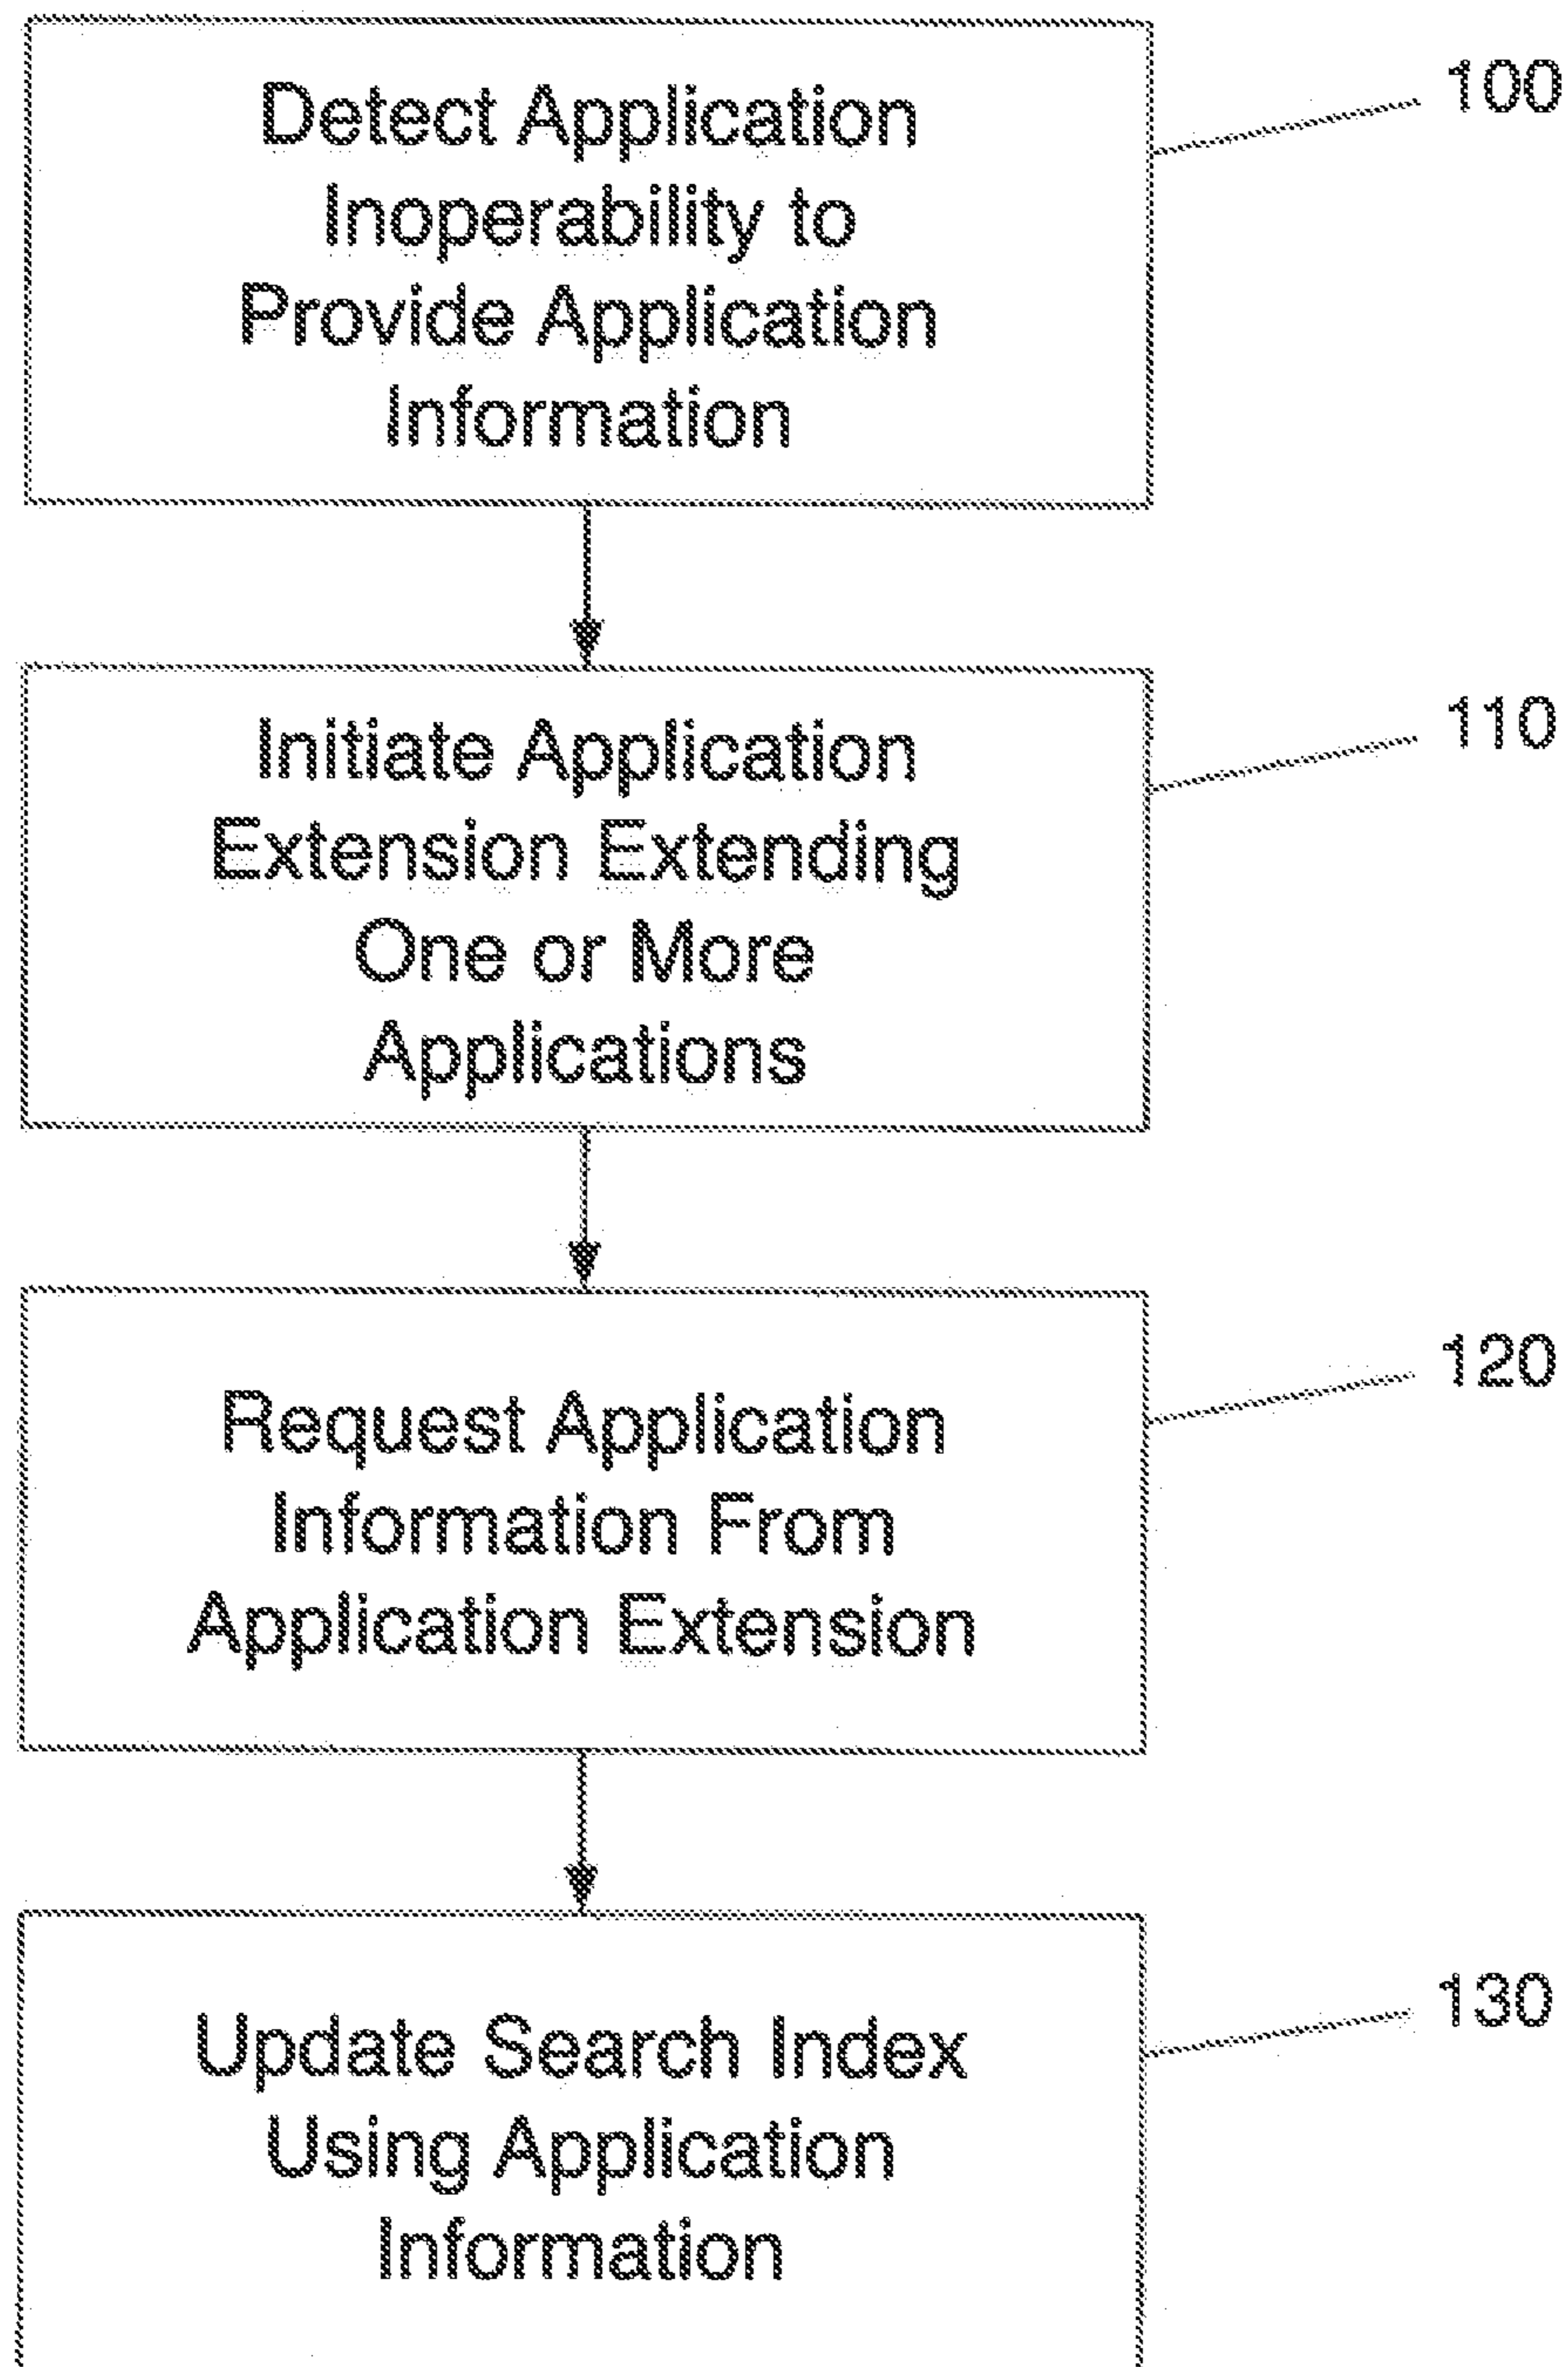 Detect Application
Inoperability to
Provide Application
Information
100
Initiate Application
Extension Extending
One or More
Applications
110
Request Application
Information From
Application Extension
120
Update Search Index
Using Application
Information
130